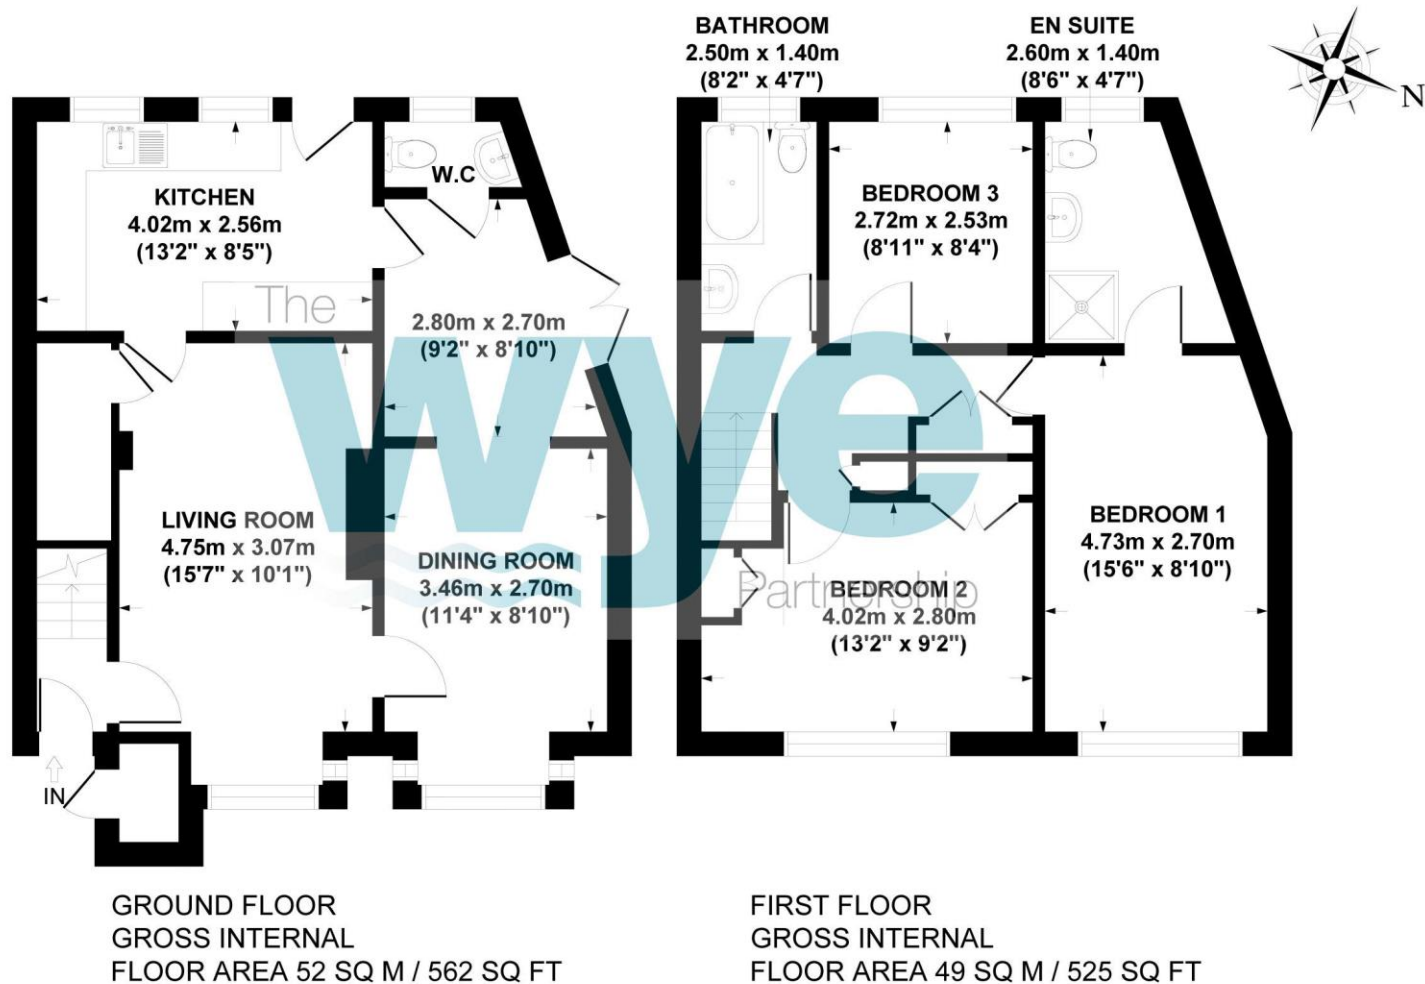 BATHROOM
2.50m x 1.40m
(8'2" x 4'7")
EN SUITE
2.60m x 1.40m
(8'6" x 4'7")
N
W.C
KITCHEN
4.02m x 2.56m
(13'2" x 8'5")
BEDROOM 3
2.72m x 2.53m
(8'11" x 8'4")
The
wye
Partnership
2.80m x 2.70m
(9'2" x 8'10")
LIVING ROOM
4.75m x 3.07m
(15'7" x 10'1")
DINING ROOM
3.46m x 2.70m
(11'4" x 8'10")
BEDROOM 1
4.73m x 2.70m
(15'6" x 8'10")
BEDROOM 2
4.02m x 2.80m
(13'2" x 9'2")
IN
GROUND FLOOR
GROSS INTERNAL
FLOOR AREA 52 SQ M / 562 SQ FT
FIRST FLOOR
GROSS INTERNAL
FLOOR AREA 49 SQ M / 525 SQ FT